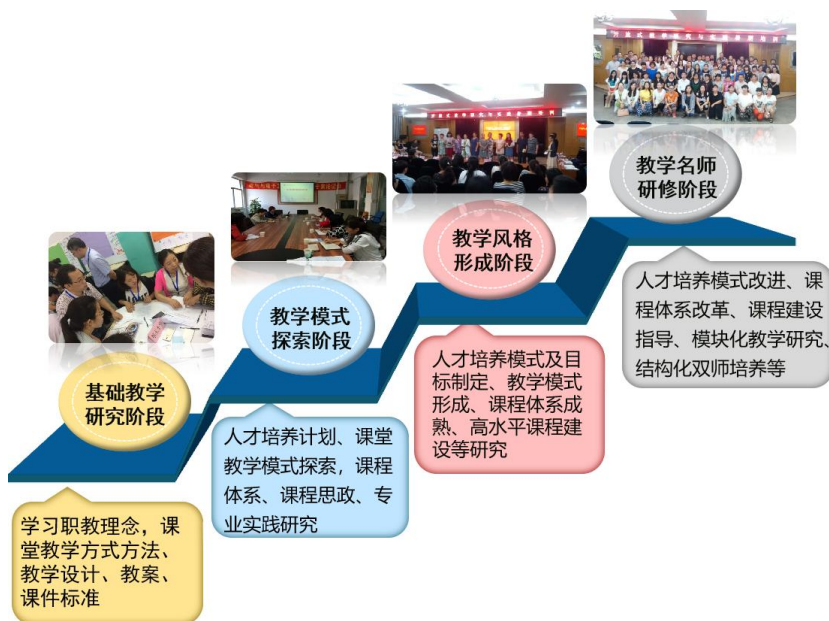 基础教学
研究阶段
学习职教理念，课
堂教学方式方法、
教学设计、教案、
课件标准
教学模式
探索阶段
人才培养计划、课堂
教学模式探索，课程
体系、课程思政、专
业实践研究
教学风格
形成阶段
人才培养模式及目
标制定、教学模式
形成、课程体系成
熟、高水平课程建
设等研究
教学名师
研修阶段
人才培养模式改进、课
程体系改革、课程建设
指导、模块化教学研究、
结构化双师培养等